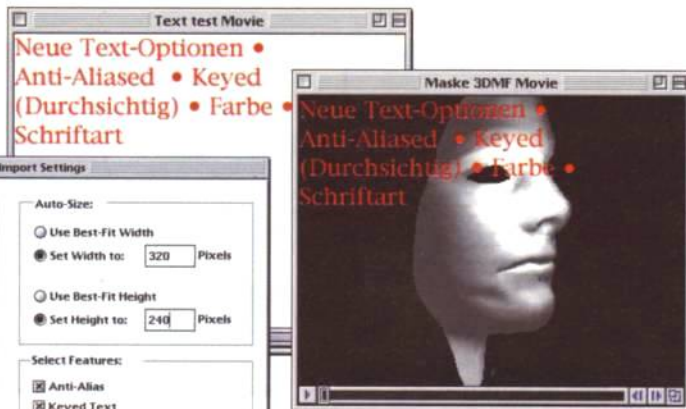 Text test Movie
Neue Text-Optionen •
Anti-Aliased • Keyed
(Durchsichtig) • Farbe •
Schriftart
Import Settings
Auto-Size:
Use Best-Fit Width
Set Width to: 320 Pixels
Use Best-Fit Height
Set Height to: 240 Pixels
Select Features:
Anti-Alias
Keyed Text
Maske 3DMF Movie
Neue Text-Optionen •
Anti-Aliased • Keyed
(Durchsichtig) • Farbe •
Schriftart